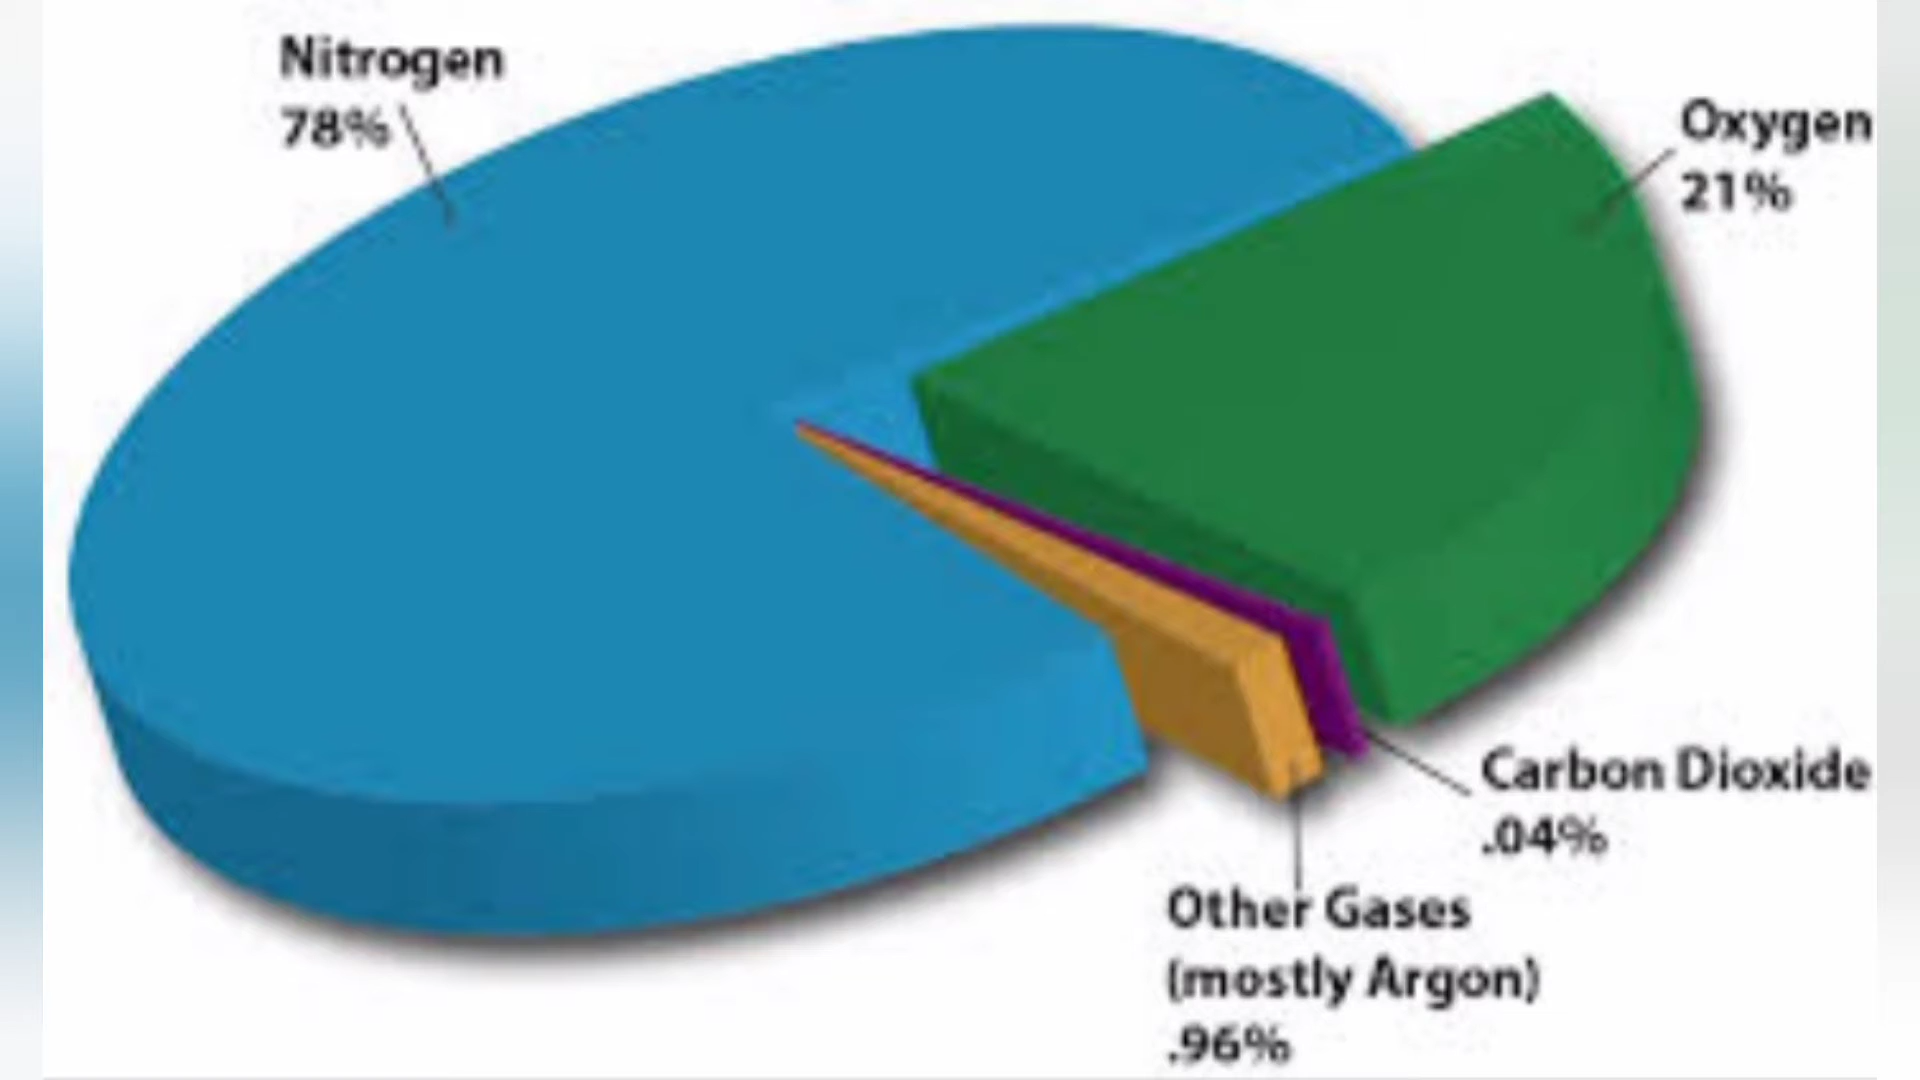 Nitrogen
78%
Oxygen
21%
Carbon Dioxide
.04%
Other Gases
(mostly Argon)
.96%